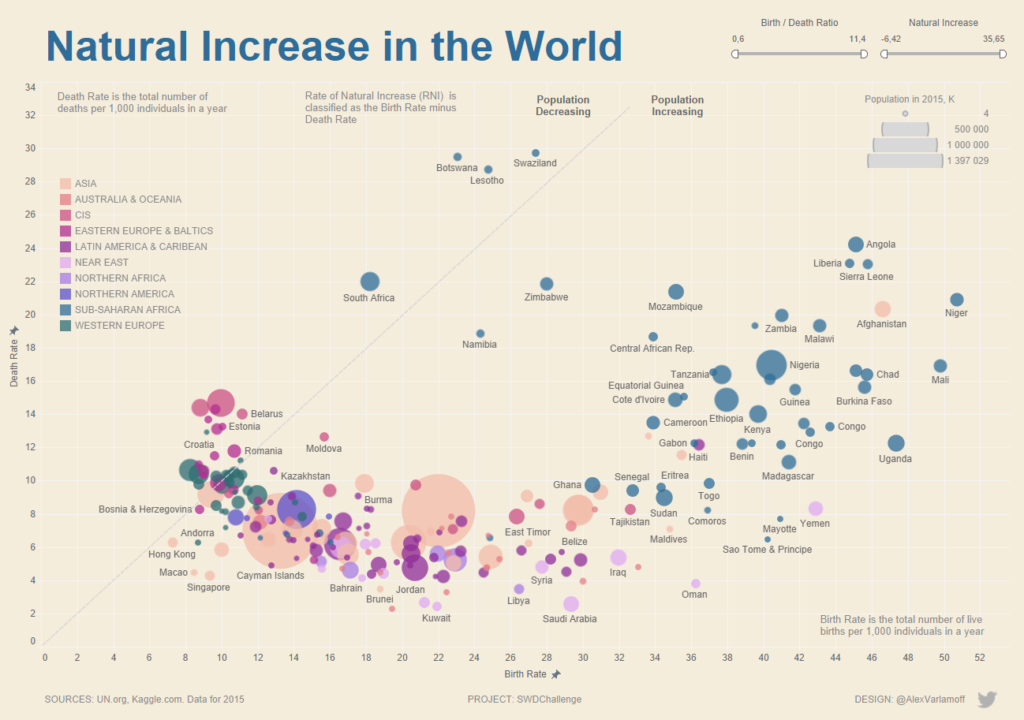 Natural Increase in the World
Birth / Death Ratio
Natural Increase
0,6
11,4
-6,42
35,65
Death Rate is the total number of
deaths per 1,000 individuals in a year
Rate of Natural Increase (RNI) is
classified as the Birth Rate minus
Death Rate
Population
Decreasing
Population
Increasing
Population in 2015, K
4
500 000
1 000 000
1 397 029
ASIA
AUSTRALIA & OCEANIA
CIS
EASTERN EUROPE & BALTICS
LATIN AMERICA & CARIBEAN
NEAR EAST
NORTHERN AFRICA
NORTHERN AMERICA
SUB-SAHARAN AFRICA
WESTERN EUROPE
34
32
30
28
26
24
22
20
18
16
14
12
10
8
6
4
2
0
Death Rate
Botswana
Swaziland
Lesotho
Angola
Liberia
Sierra Leone
South Africa
Zimbabwe
Mozambique
Niger
Afghanistan
Zambia
Malawi
Namibia
Central African Rep.
Nigeria
Tanzania
Chad
Mali
Equatorial Guinea
Cote d'Ivoire
Guinea
Burkina Faso
Ethiopia
Belarus
Estonia
Cameroon
Kenya
Congo
Croatia
Romania
Moldova
Gabon
Haiti
Benin
Congo
Uganda
Kazakhstan
Madagascar
Burma
Ghana
Senegal
Eritrea
Togo
Bosnia & Herzegovina
East Timor
Tajikistan
Sudan
Comoros
Mayotte
Yemen
Andorra
Belize
Maldives
Sao Tome & Principe
Hong Kong
Macao
Singapore
Cayman Islands
Bahrain
Brunei
Jordan
Kuwait
Syria
Libya
Saudi Arabia
Iraq
Oman
Birth Rate is the total number of live
births per 1,000 individuals in a year
0 2 4 6 8 10 12 14 16 18 20 22 24 26 28 30 32 34 36 38 40 42 44 46 48 50 52
Birth Rate
SOURCES: UN.org, Kaggle.com. Data for 2015
PROJECT: SWDChallenge
DESIGN: @AlexVarlamoff